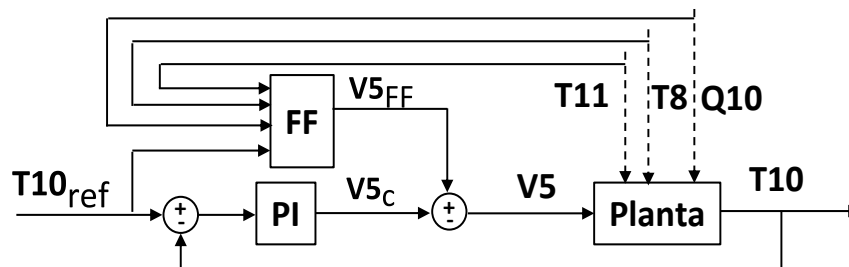 V5FF
T11
T8
Q10
FF
T10ref
+
-
PI
V5c
+
-
V5
Planta
T10